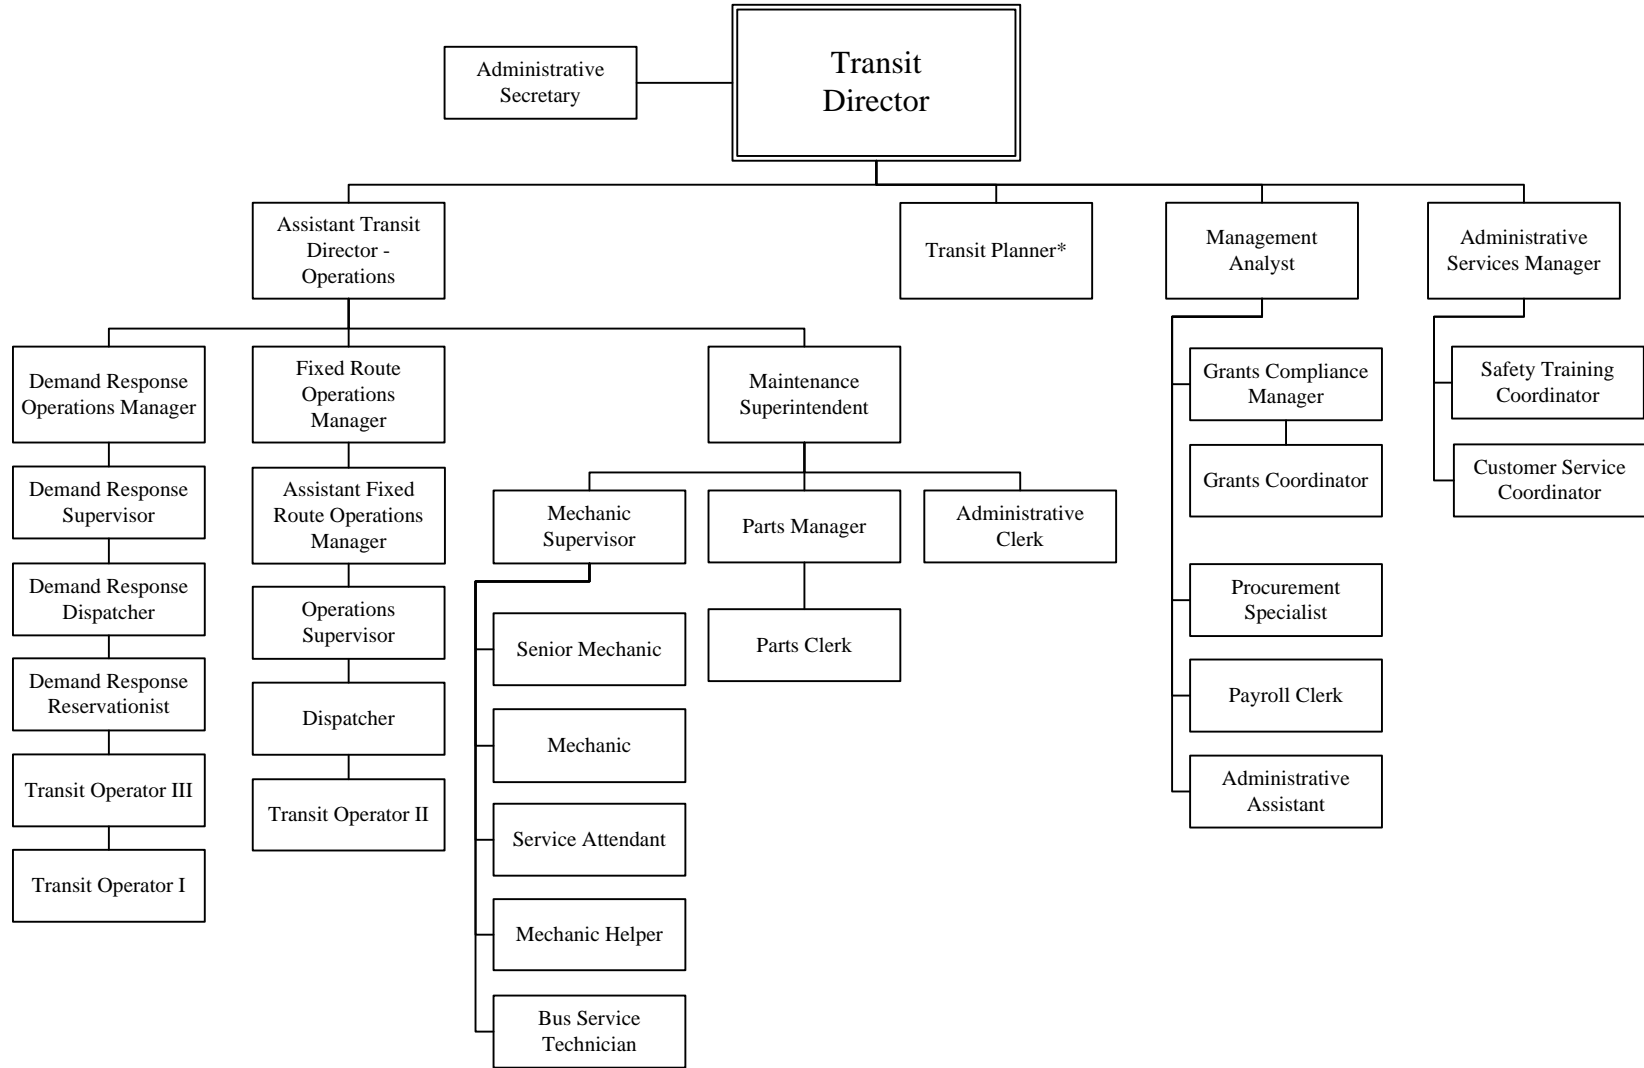 Transit
Director
Administrative
Secretary
Assistant Transit
Director -
Operations
Transit Planner*
Management
Analyst
Administrative
Services Manager
Demand Response
Operations Manager
Fixed Route
Operations
Manager
Maintenance
Superintendent
Grants Compliance
Manager
Safety Training
Coordinator
Demand Response
Supervisor
Assistant Fixed
Route Operations
Manager
Mechanic
Supervisor
Parts Manager
Administrative
Clerk
Grants Coordinator
Customer Service
Coordinator
Demand Response
Dispatcher
Operations
Supervisor
Senior Mechanic
Parts Clerk
Procurement
Specialist
Demand Response
Reservationist
Dispatcher
Mechanic
Payroll Clerk
Transit Operator III
Transit Operator II
Service Attendant
Administrative
Assistant
Transit Operator I
Mechanic Helper
Bus Service
Technician